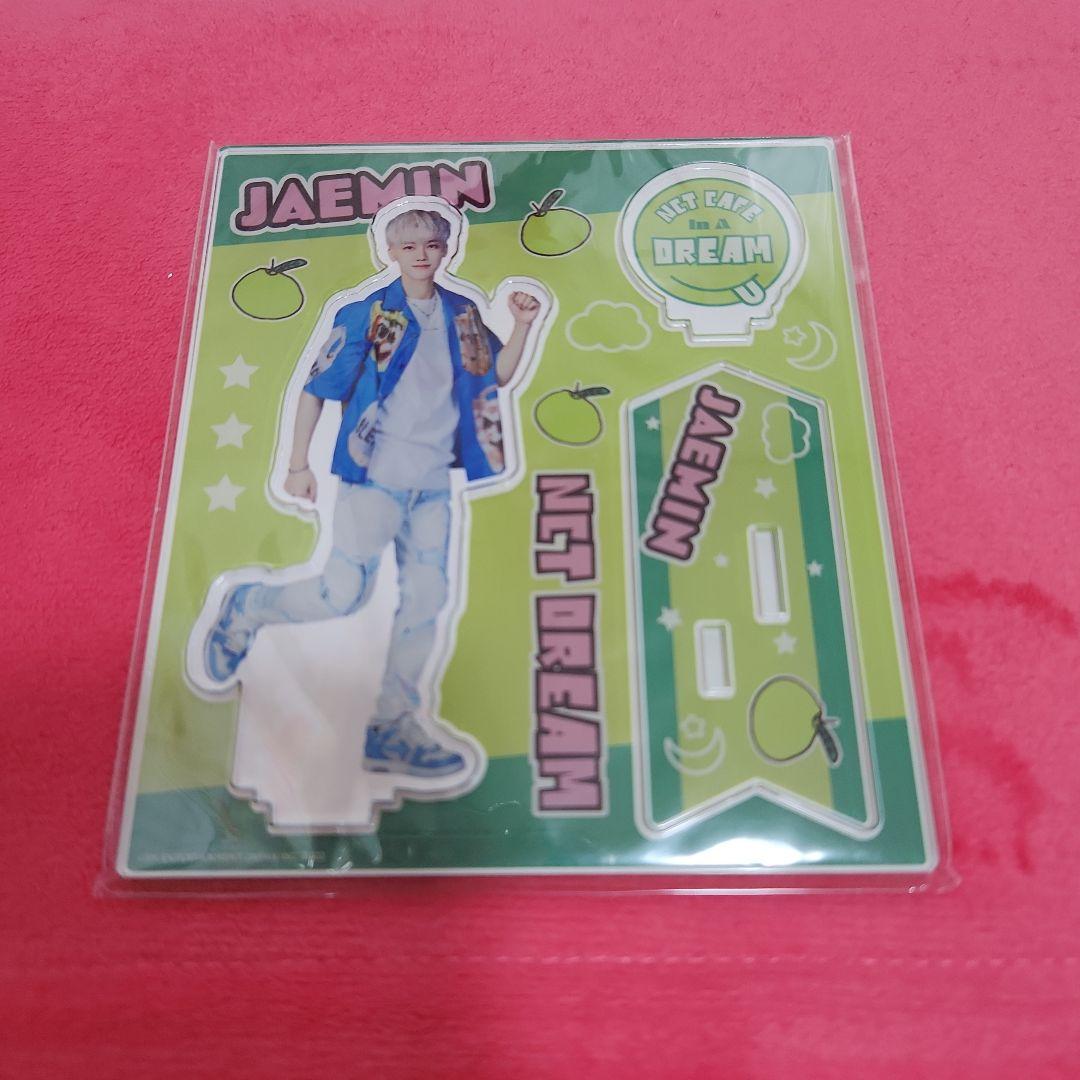 JAEMIN
NCT CAFE
In A
DREAM
JAEMIN
NCT DREAM